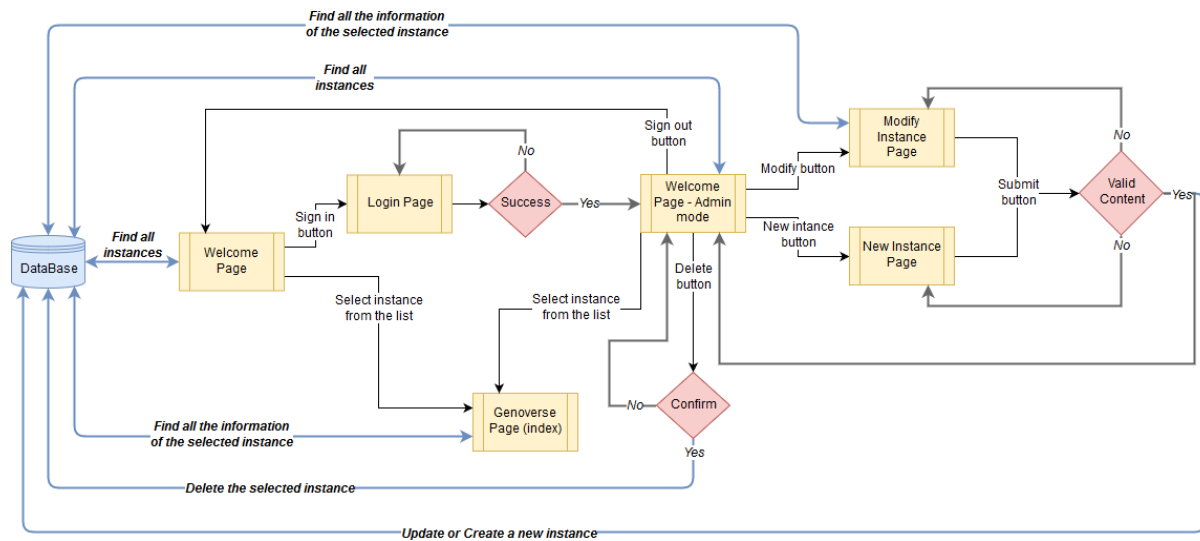 Find all the information
of the selected instance
Find all
instances
Sign out
button
No
Modify
Instance
Page
No
Modify button
Login Page
Success
Yes
Welcome
Page - Admin
mode
Submit
button
Valid
Content
Yes
Sign in
button
New intance
button
Find all
instances
DataBase
Welcome
Page
New Instance
Page
No
Delete
button
Select instance
from the list
Select instance
from the list
No
Confirm
Genoverse
Page (index)
Find all the information
of the selected instance
Yes
Delete the selected instance
Update or Create a new instance